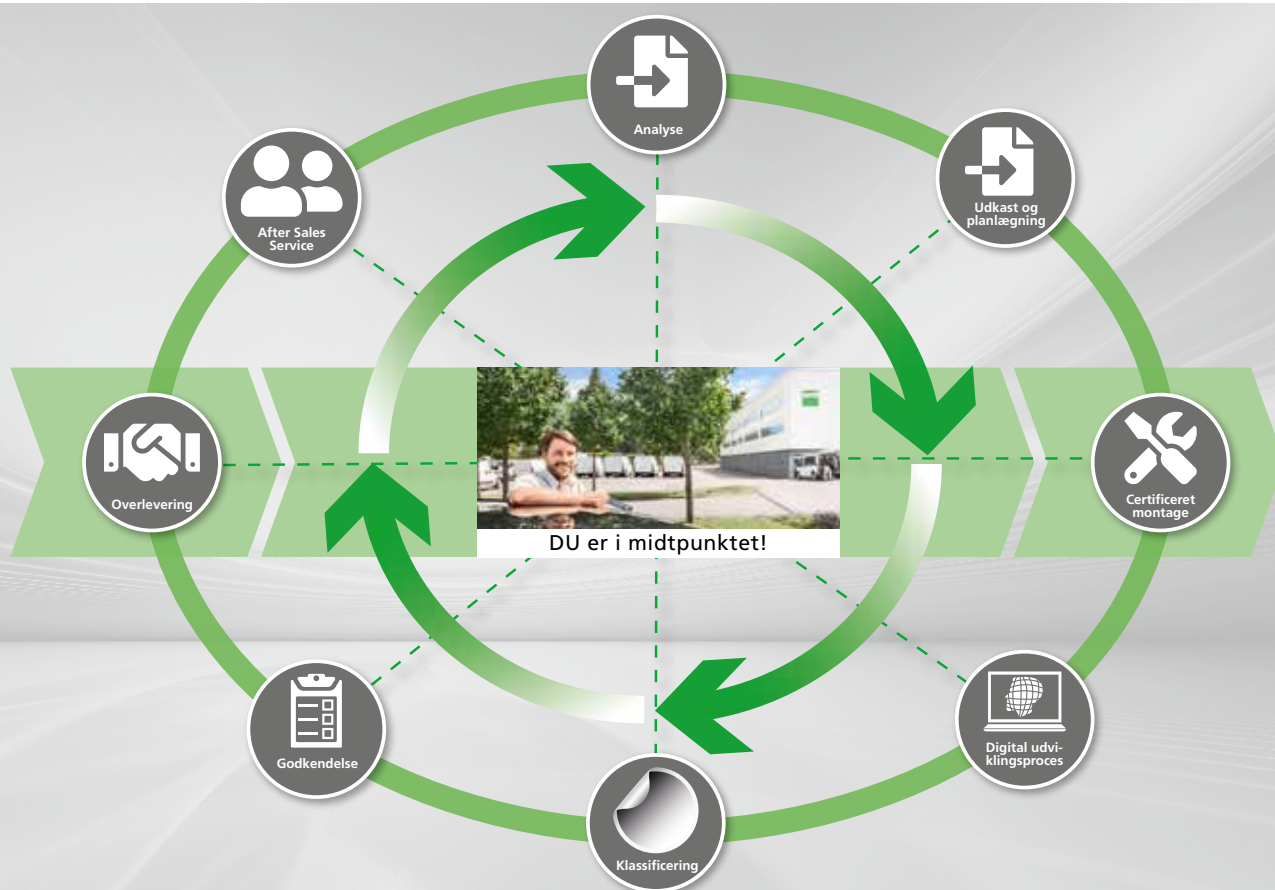 Analyse
Udkast og
planlægning
Certificeret
montage
Digital udvi-
klingsproces
Klassificering
Godkendelse
Overlevering
After Sales
Service
DU er i midtpunktet!